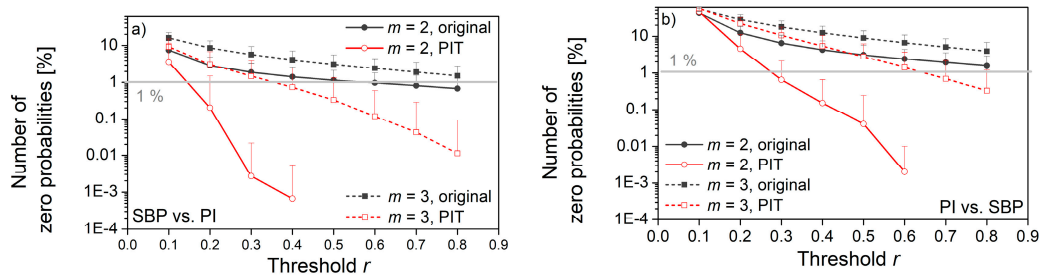 a)
m = 2, original
m = 2, PIT
10
1
0.1
0.01
1E-3
1E-4
1 %
m = 3, original
m = 3, PIT
SBP vs. PI
0.0 0.1 0.2 0.3 0.4 0.5 0.6 0.7 0.8 0.9
Threshold r
Number of
zero probabilities [%]
b)
10
1
0.1
0.01
1E-3
1E-4
1 %
m = 2, original
m = 2, PIT
m = 3, original
m = 3, PIT
PI vs. SBP
0.0 0.1 0.2 0.3 0.4 0.5 0.6 0.7 0.8 0.9
Threshold r
Number of
zero probabilities [%]